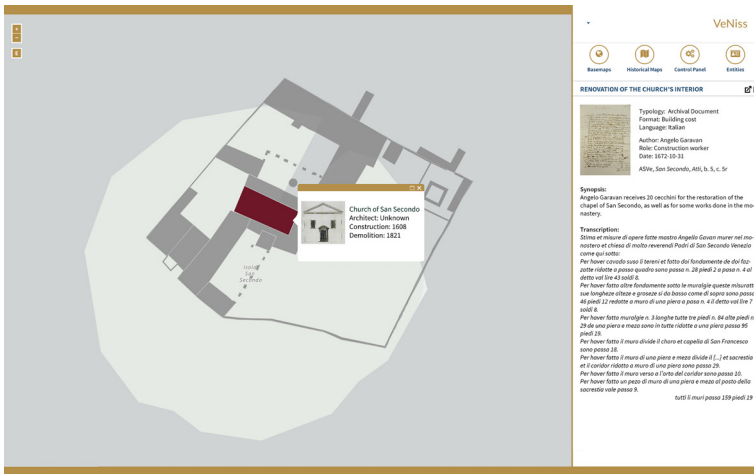 VeNiss
+
−
E
Basemaps
Historical Maps
Control Panel
Entities
RENOVATION OF THE CHURCH'S INTERIOR
Typology: Archival Document
Format: Building cost
Language: Italian
Author: Angelo Garavan
Role: Construction worker
Date: 1672-10-31
ASVe, San Secondo, Atti, b. 5, c. 5r
Church of San Secondo
Architect: Unknown
Construction: 1608
Demolition: 1821
Isola
San
Secondo
Synopsis:
Angelo Garavan receives 20 cecchini for the restoration of the
chapel of San Secondo, as well as for some works done in the mo-
nastery.
Transcription:
Stima et misure di opere fatte mastro Angello Gavan murer nel mo-
nastero et chiesa di molto reverendi Padri di San Secondo Venezia
come qui sotto:
Per hover cavado suso li tereni et fatto doi fondamente de doi faz-
zatte ridotte a passo quadro sono passa n. 28 piedi 2 a pasa n. 4 al
detto val lire 43 soldi 8.
Per hover fatto altre fondamente sotto le muralgie queste misuratte
sue longheze alteze e groseze si da basso come di sopra sono passa
46 piedi 12 redotte a muro di una piera a pasa n. 4 il detto val lire 7
soldi 8.
Per haver fatto muralgie n. 3 longhe tutte tre piedi n. 84 alte piedi n.
29 de una piera e meza sono in tutte ridotte a una piera passa 95
piedi 19.
Per haver fatto il muro divide il choro et capella di San Francesco
sono passa 18.
Per haver fatto il muro di una piera e meza divide il [...] et sacrestia
et il coridor ridotto a muro di una piera sono passa 29.
Per haver fatto il muro verso a l'orto del coridor sono passa 10.
Per haver fatto un pezo di muro di una piera e meza al posto della
sacrestia vale passa 9.
tutti li muri passa 159 piedi 19